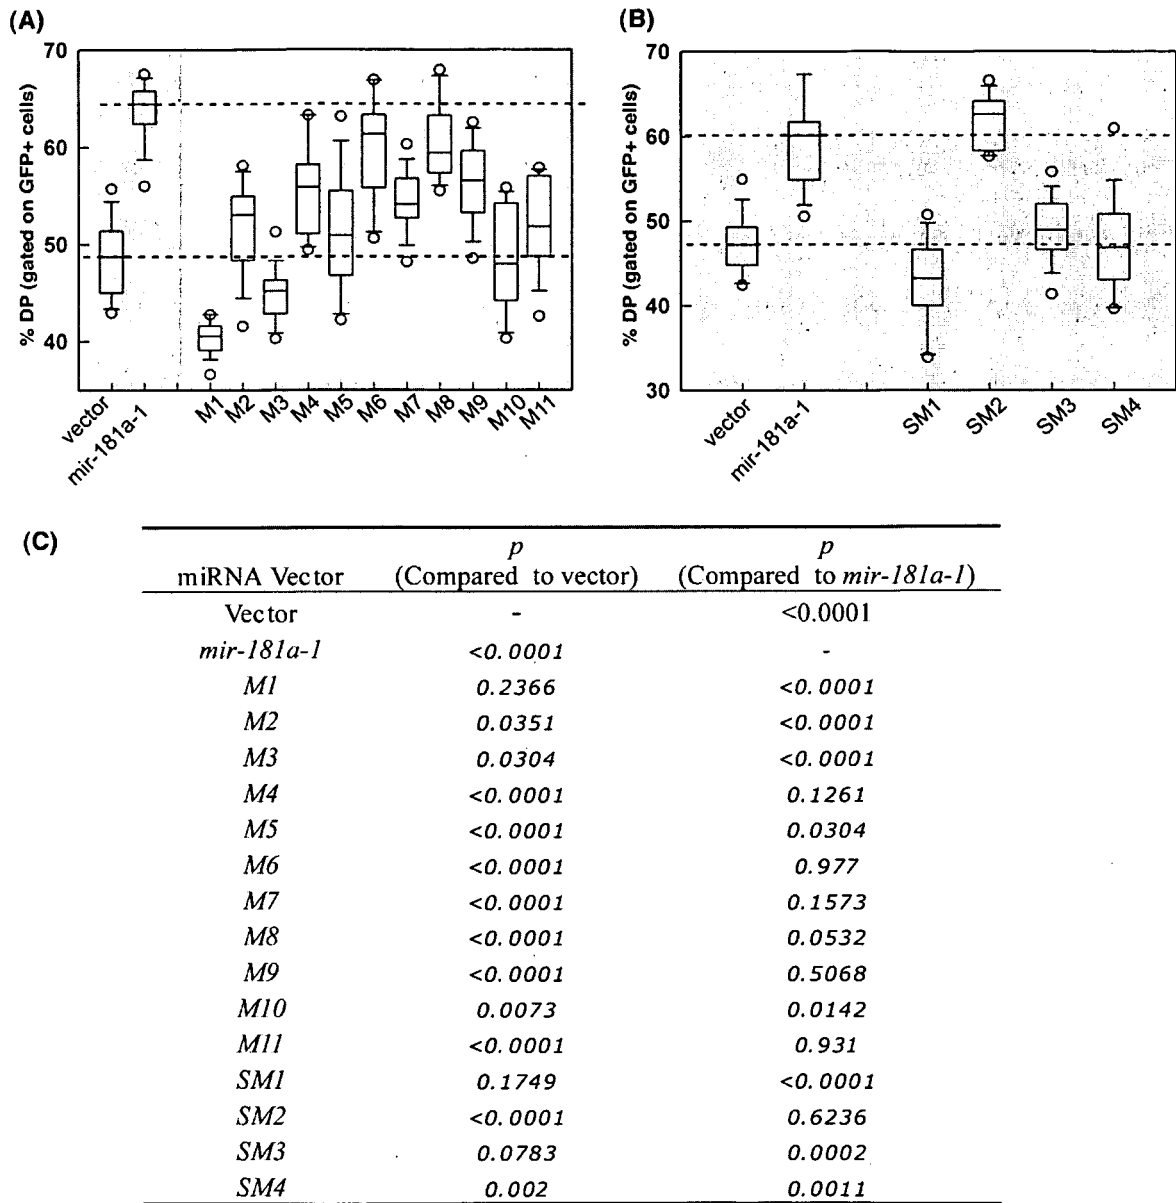 (A)
70
60
50
40
% DP (gated on GFP+ cells)
vector
mir-181a-1
M1
M2
M3
M4
M5
M6
M7
M8
M9
M10
M11
(B)
70
60
50
40
30
% DP (gated on GFP+ cells)
vector
mir-181a-1
SM1
SM2
SM3
SM4
(C)
p p
miRNA Vector (Compared to vector) (Compared to mir-181a-1)
Vector - <0.0001
mir-181a-1 <0.0001 -
M1 0.2366 <0.0001
M2 0.0351 <0.0001
M3 0.0304 <0.0001
M4 <0.0001 0.1261
M5 <0.0001 0.0304
M6 <0.0001 0.977
M7 <0.0001 0.1573
M8 <0.0001 0.0532
M9 <0.0001 0.5068
M10 0.0073 0.0142
M11 <0.0001 0.931
SM1 0.1749 <0.0001
SM2 <0.0001 0.6236
SM3 0.0783 0.0002
SM4 0.002 0.0011